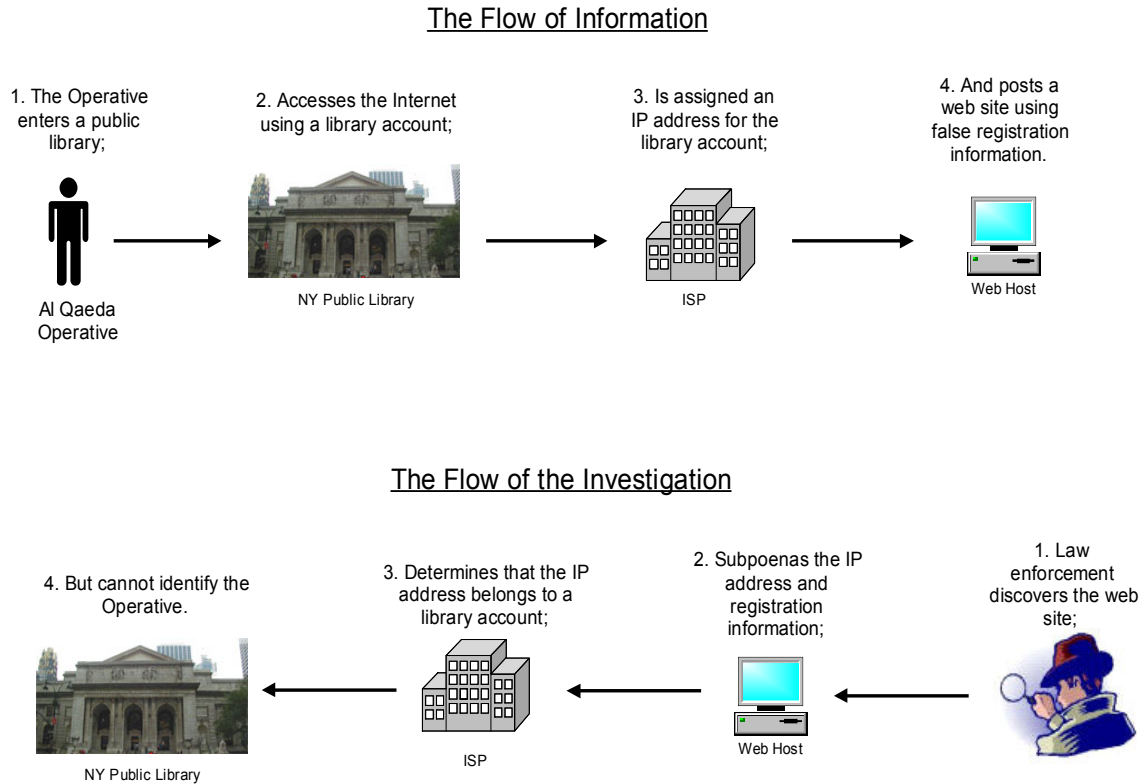 The Flow of Information
1. The Operative
enters a public
library;
2. Accesses the Internet
using a library account;
3. Is assigned an
IP address for the
library account;
4. And posts a
web site using
false registration
information.
Al Qaeda
Operative
NY Public Library
ISP
Web Host
The Flow of the Investigation
4. But cannot identify the
Operative.
3. Determines that the IP
address belongs to a
library account;
2. Subpoenas the IP
address and
registration
information;
1. Law
enforcement
discovers the web
site;
NY Public Library
ISP
Web Host